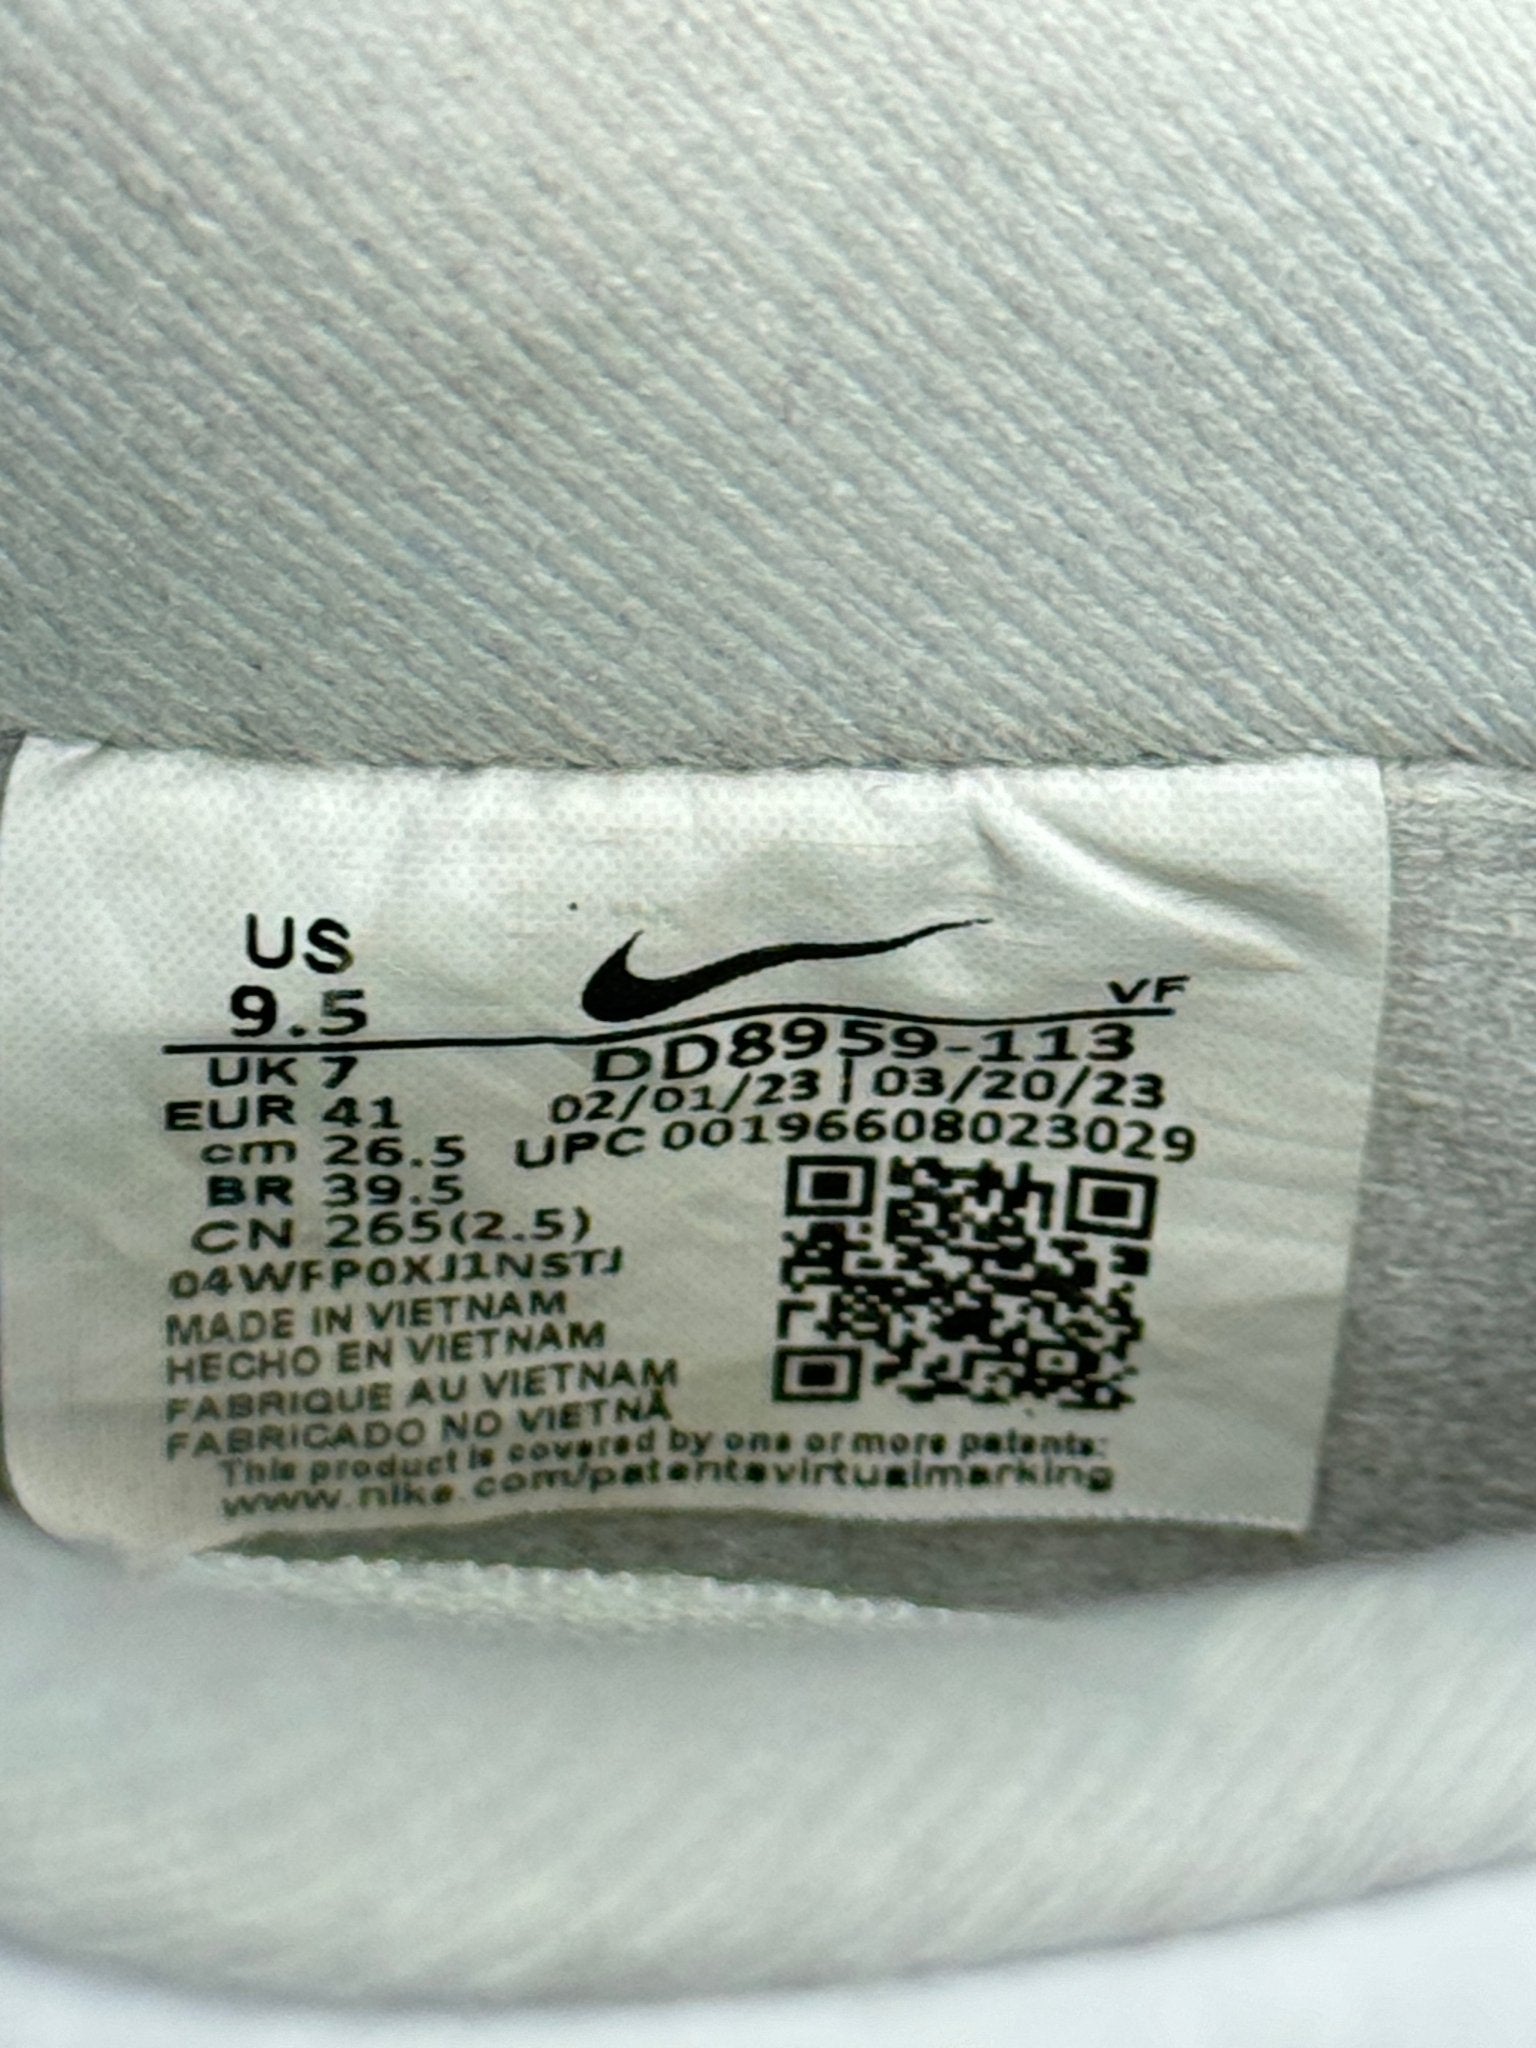 US
9.5
VF
UK 7
DD8959-113
EUR 41
02/01/23 | 03/20/23
cm 26.5
UPC 00196608023029
BR 39.5
CN 265(2.5)
04WFP0XJ1NSTJ
MADE IN VIETNAM
HECHO EN VIETNAM
FABRIQUE AU VIETNAM
FABRICADO NO VIETNÃ
This product is covered by one or more patents:
www.nike.com/patentsvirtualmarking